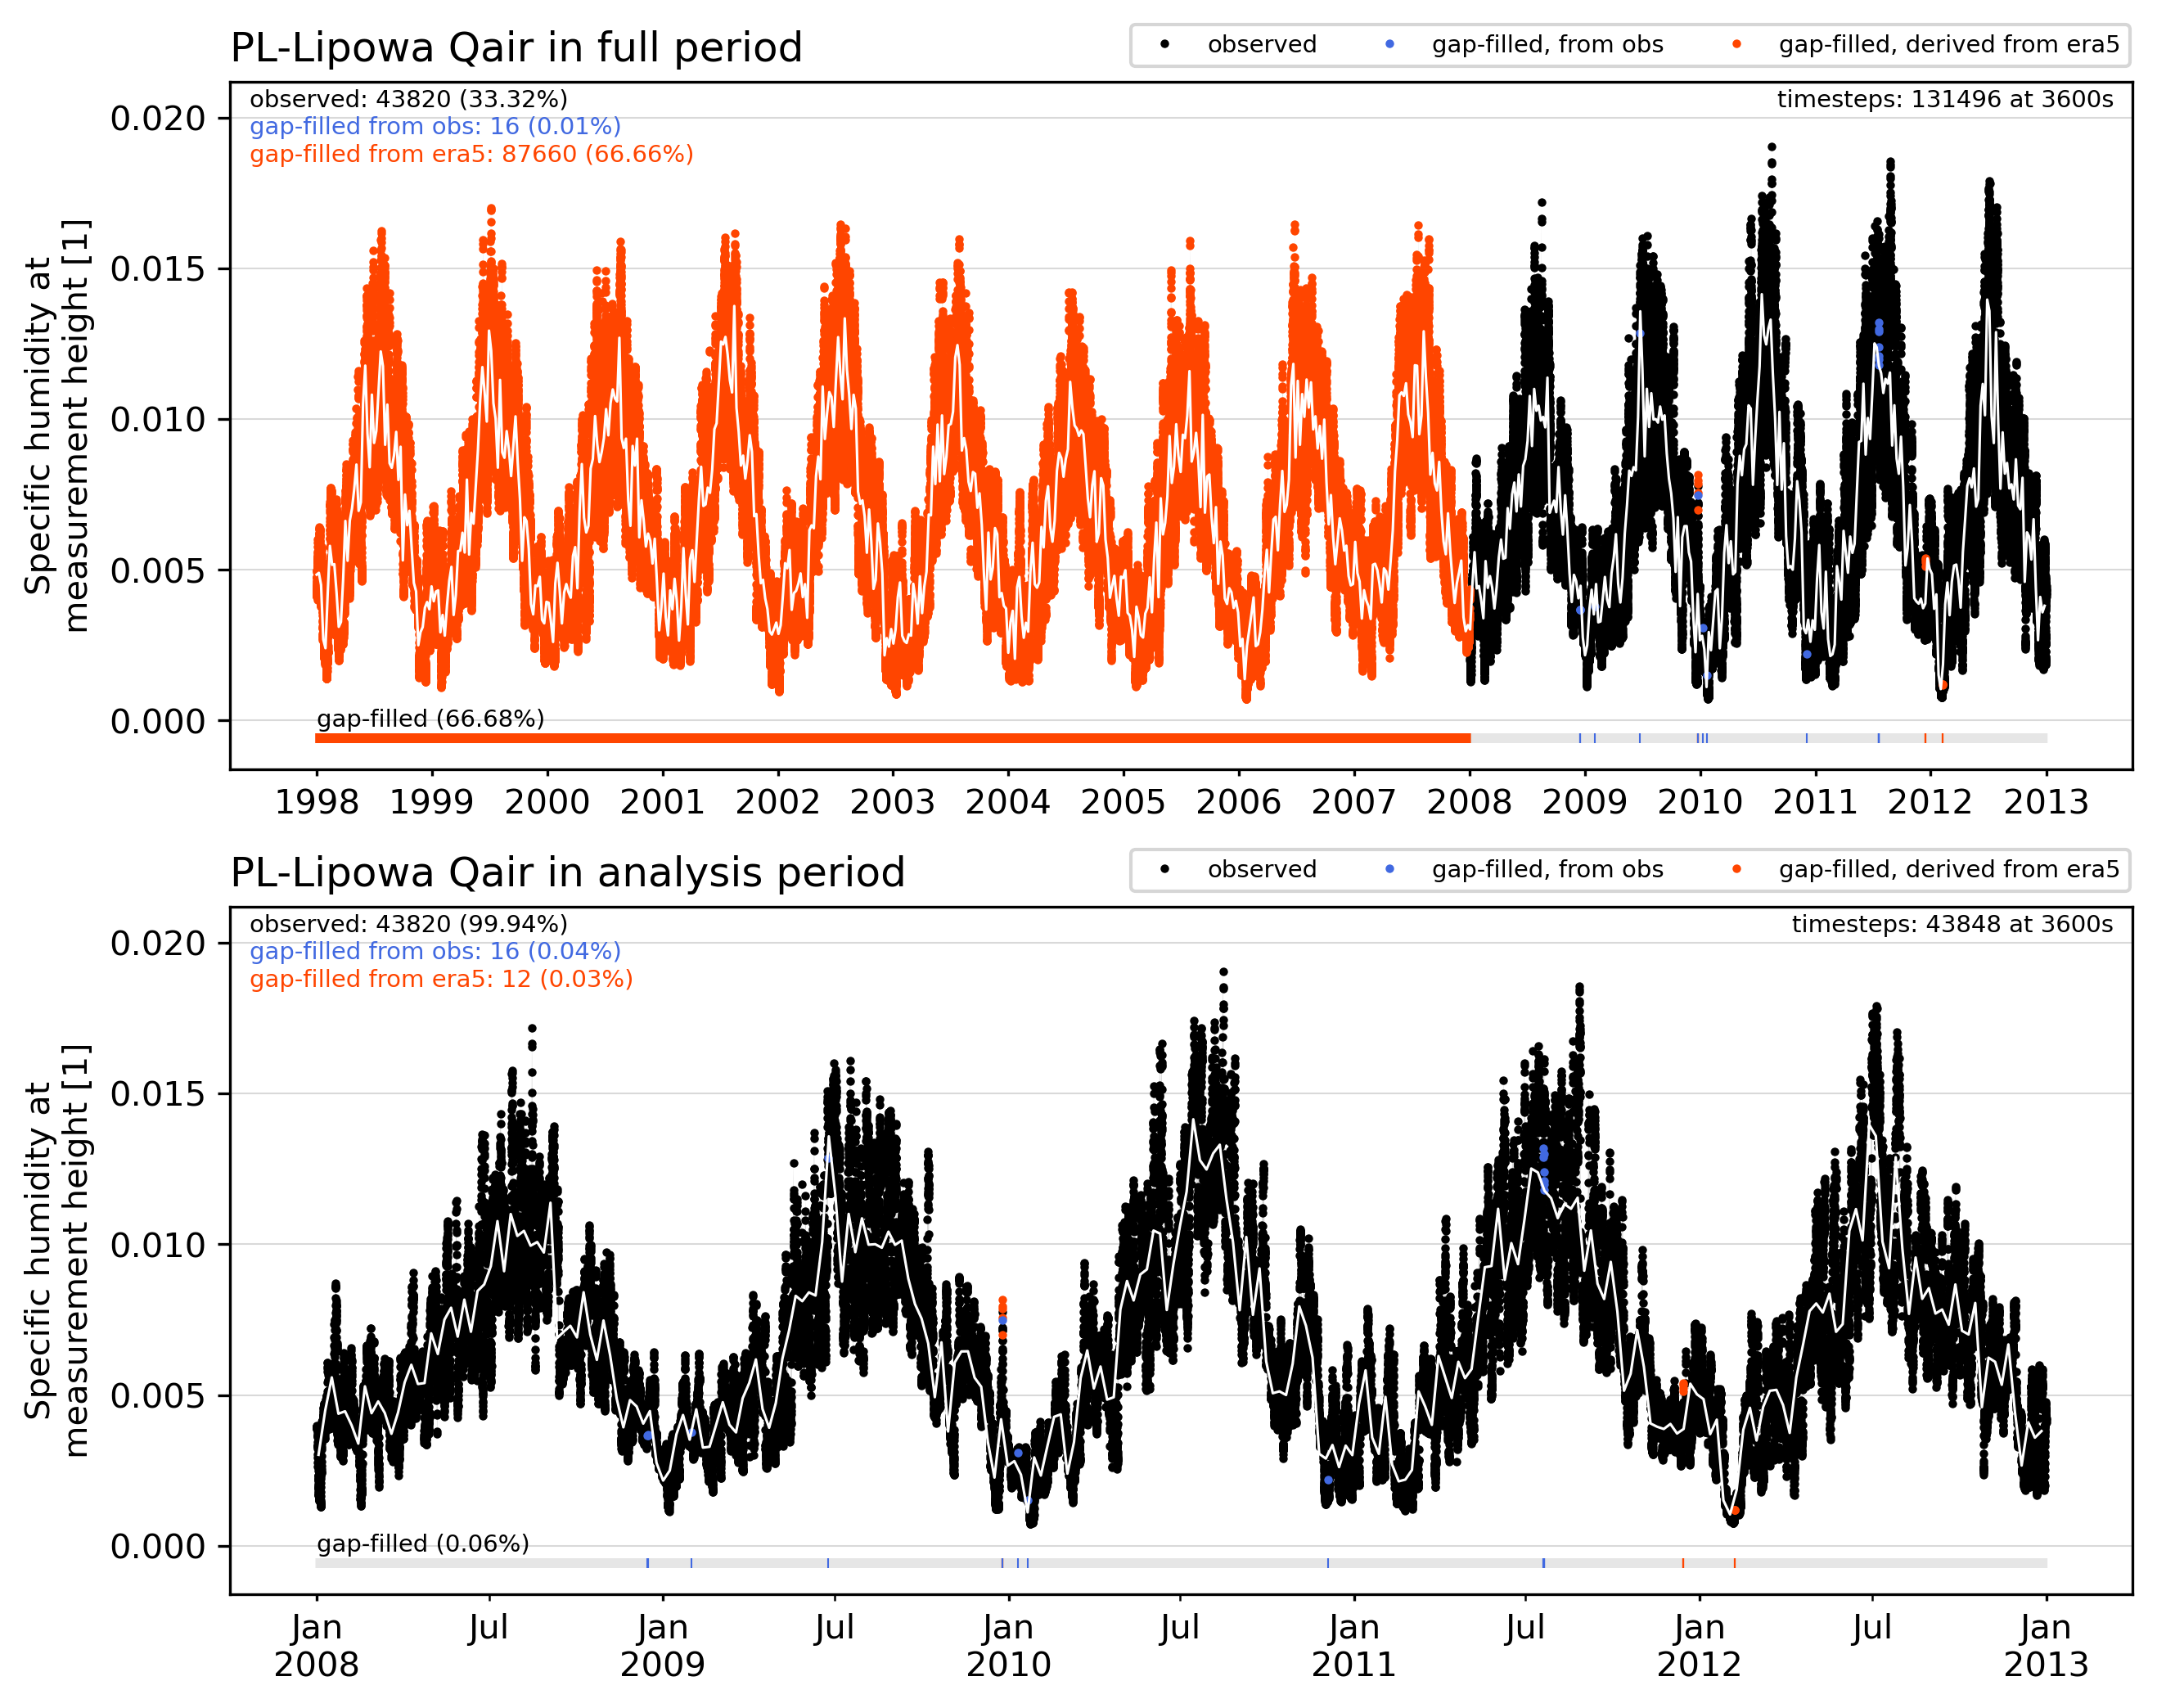 PL-Lipowa Qair in full period
observed
gap-filled, from obs
gap-filled, derived from era5
observed: 43820 (33.32%)
gap-filled from obs: 16 (0.01%)
gap-filled from era5: 87660 (66.66%)
timesteps: 131496 at 3600s
0.020
0.015
0.010
0.005
0.000
Specific humidity at
measurement height [1]
gap-filled (66.68%)
1998 1999 2000 2001 2002 2003 2004 2005 2006 2007 2008 2009 2010 2011 2012 2013
PL-Lipowa Qair in analysis period
observed
gap-filled, from obs
gap-filled, derived from era5
observed: 43820 (99.94%)
gap-filled from obs: 16 (0.04%)
gap-filled from era5: 12 (0.03%)
timesteps: 43848 at 3600s
0.020
0.015
0.010
0.005
0.000
Specific humidity at
measurement height [1]
gap-filled (0.06%)
Jan Jul Jan Jul Jan Jul Jan Jul Jan Jul Jan
2008 2009 2010 2011 2012 2013